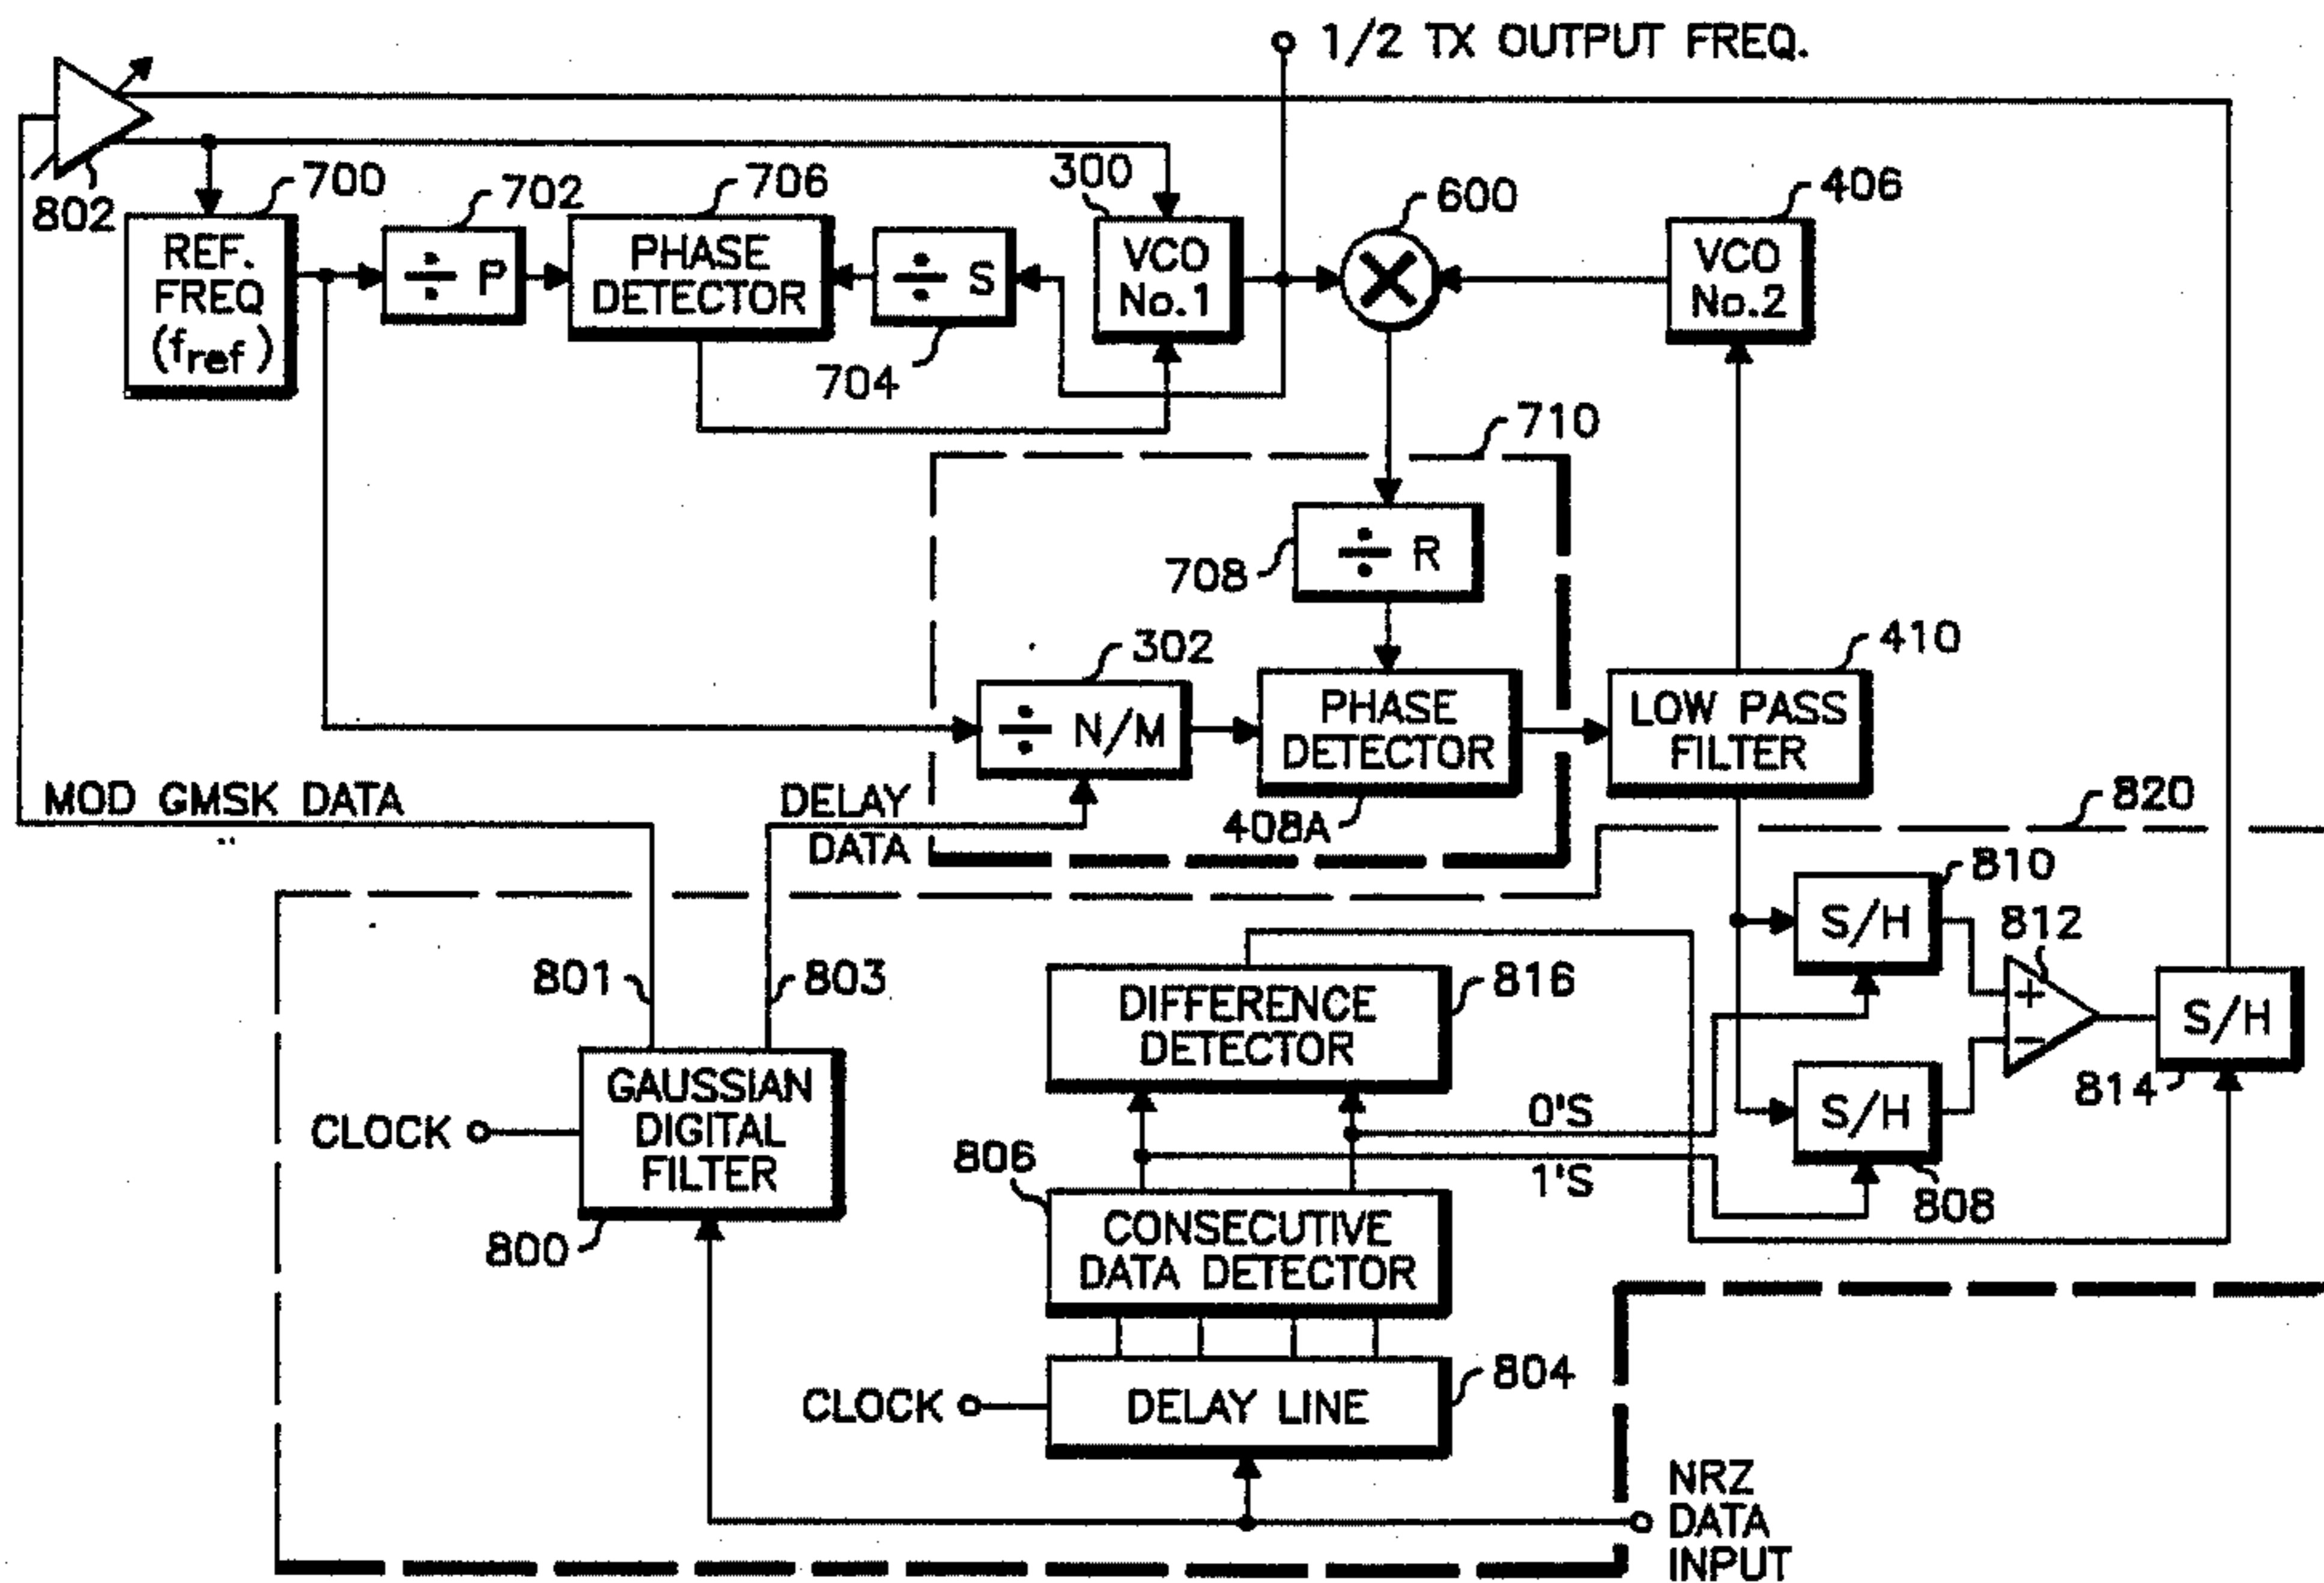 1/2 TX OUTPUT FREQ.
802
700
702
706
300
600
406
REF.
FREQ
(fref)
÷ P
PHASE
DETECTOR
÷ S
704
VCO
No.1
VCO
No.2
710
708
÷ R
302
÷ N/M
PHASE
DETECTOR
408A
410
LOW PASS
FILTER
MOD GMSK DATA
DELAY
DATA
820
810
S/H
812
+
−
S/H
814
S/H
808
801
803
DIFFERENCE
DETECTOR
816
GAUSSIAN
DIGITAL
FILTER
CLOCK
800
0'S
1'S
806
CONSECUTIVE
DATA DETECTOR
CLOCK
DELAY LINE
804
NRZ
DATA
INPUT